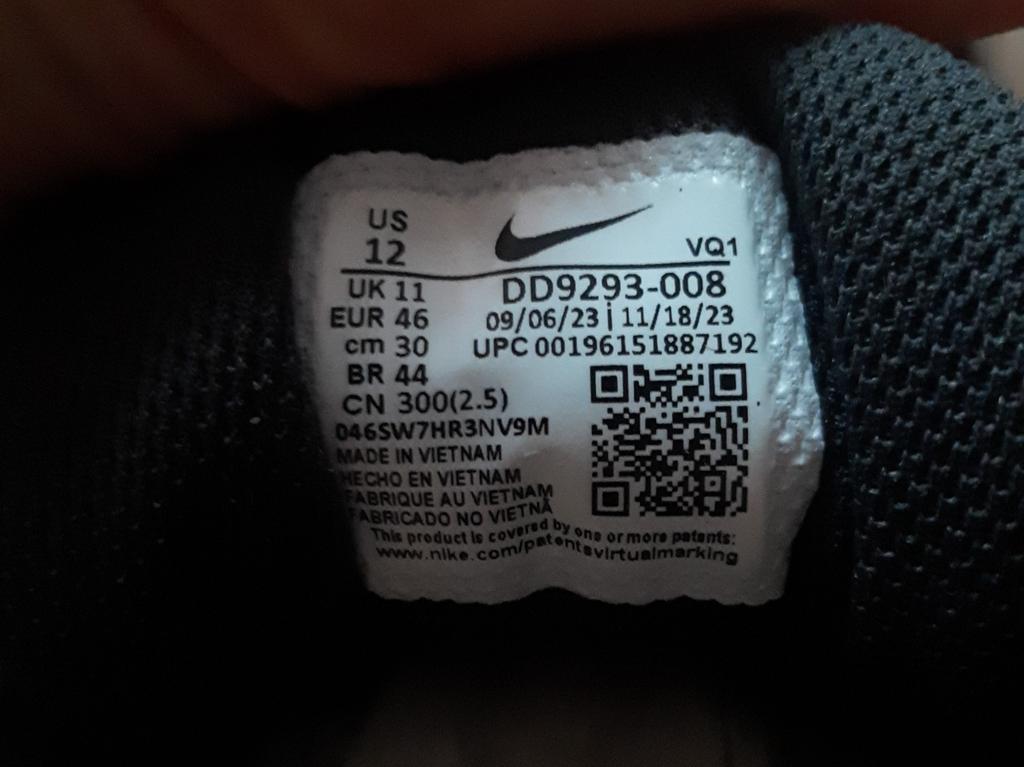 US
12
VQ1
UK 11
DD9293-008
EUR 46
09/06/23 | 11/18/23
cm 30
UPC 00196151887192
BR 44
CN 300(2.5)
046SW7HR3NV9M
MADE IN VIETNAM
HECHO EN VIETNAM
FABRIQUE AU VIETNAM
FABRICADO NO VIETNÃ
This product is covered by one or more patents:
www.nike.com/patentsvirtualmarking